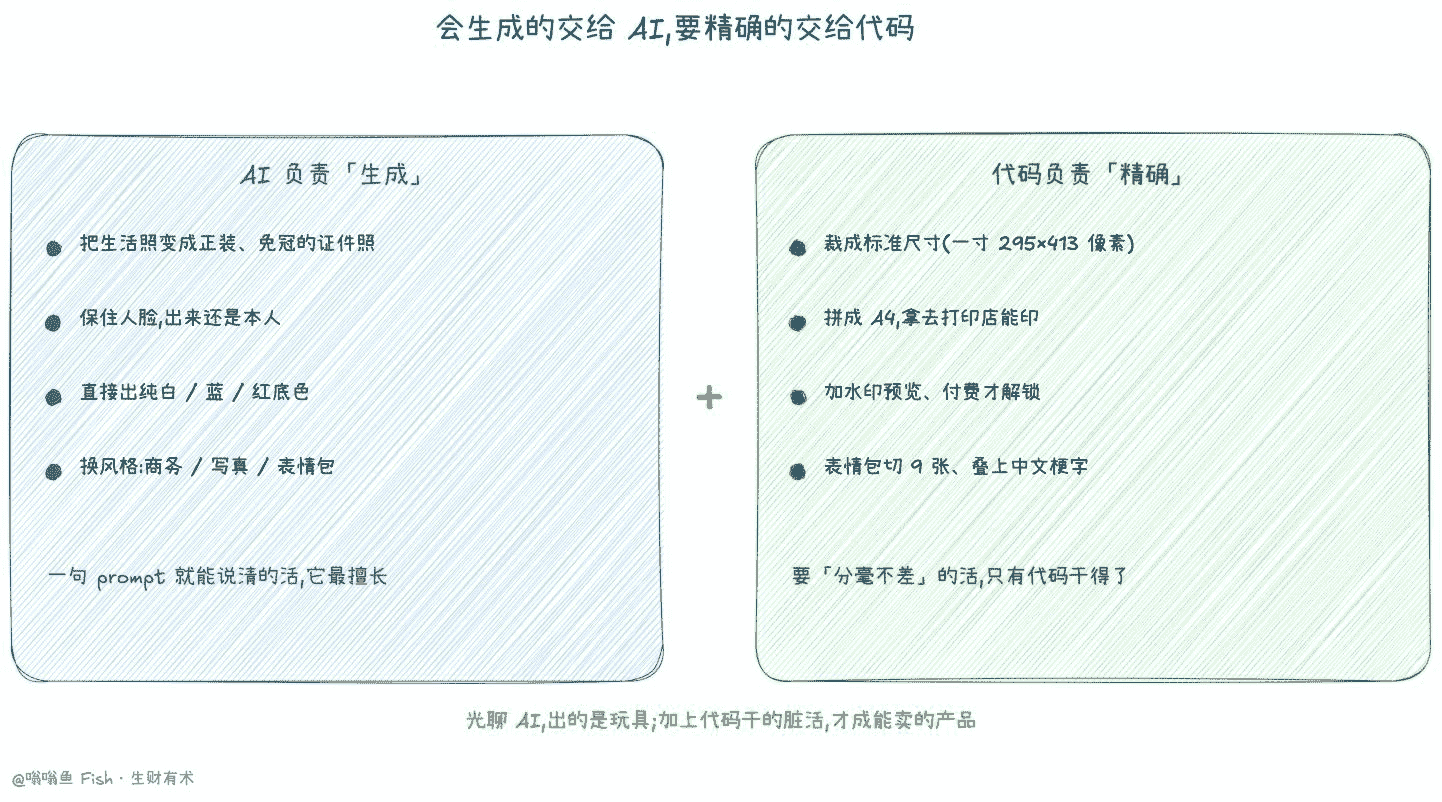 会生成的交给 AI,要精确的交给代码
AI 负责「生成」
把生活照变成正装、免冠的证件照
保住人脸,出来还是本人
直接出纯白 / 蓝 / 红底色
换风格:商务 / 写真 / 表情包
一句 prompt 就能说清的活,它最擅长
+
代码负责「精确」
裁成标准尺寸(一寸 295×413 像素)
拼成 A4,拿去打印店能印
加水印预览、付费才解锁
表情包切 9 张、叠上中文梗字
要「分毫不差」的活,只有代码干得了
光聊 AI,出的是玩具;加上代码干的脏活,才成能卖的产品
@嗡嗡鱼 Fish · 生财有术